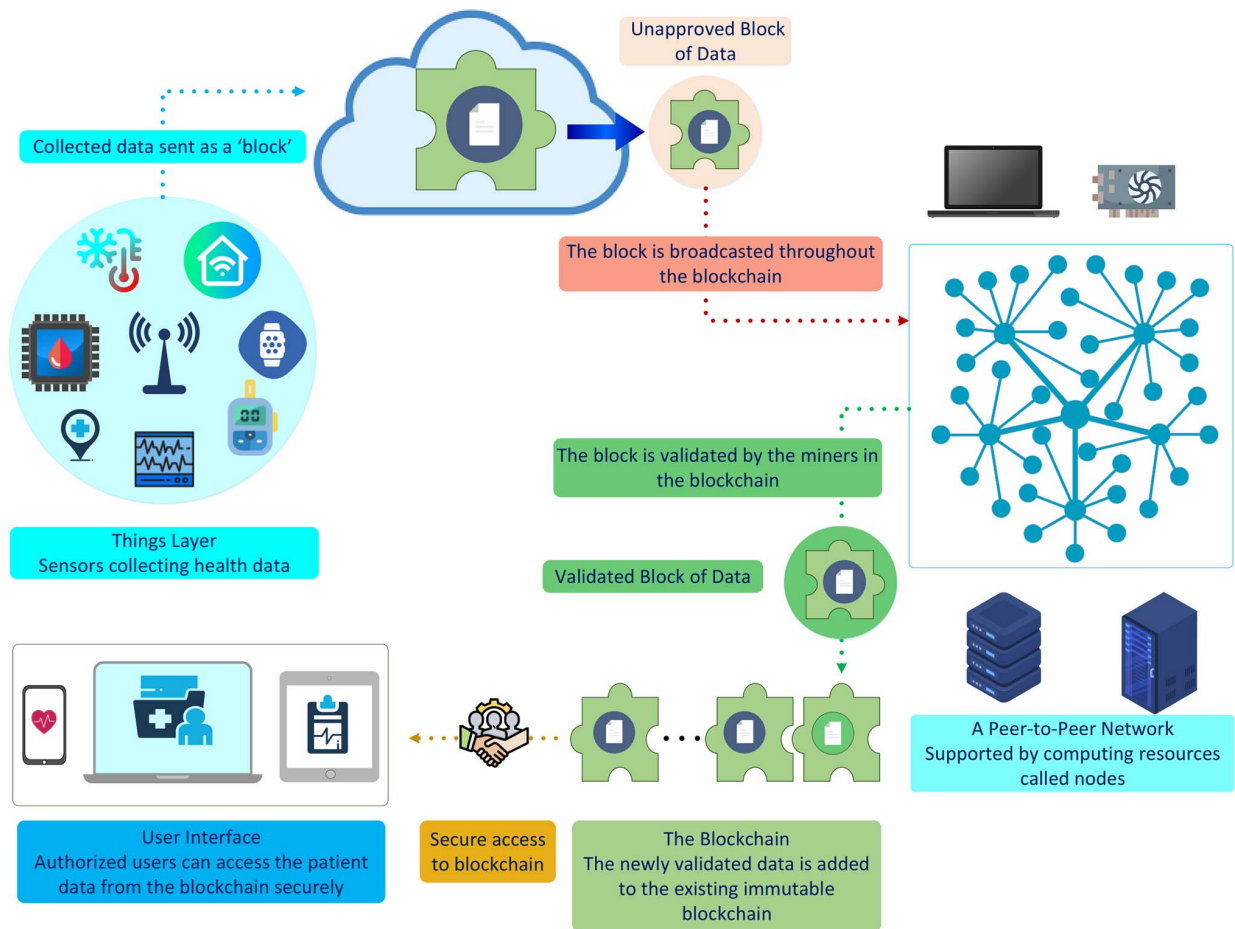 Unapproved Block
of Data
Collected data sent as a ‘block’
The block is broadcasted throughout
the blockchain
The block is validated by the miners in
the blockchain
00
Things Layer
Sensors collecting health data
Validated Block of Data
A Peer-to-Peer Network
Supported by computing resources
called nodes
User Interface
Authorized users can access the patient
data from the blockchain securely
Secure access
to blockchain
The Blockchain
The newly validated data is added
to the existing immutable
blockchain